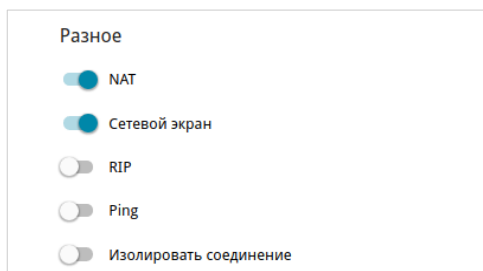 Разное
NAT
Сетевой экран
RIP
Ping
Изолировать соединение